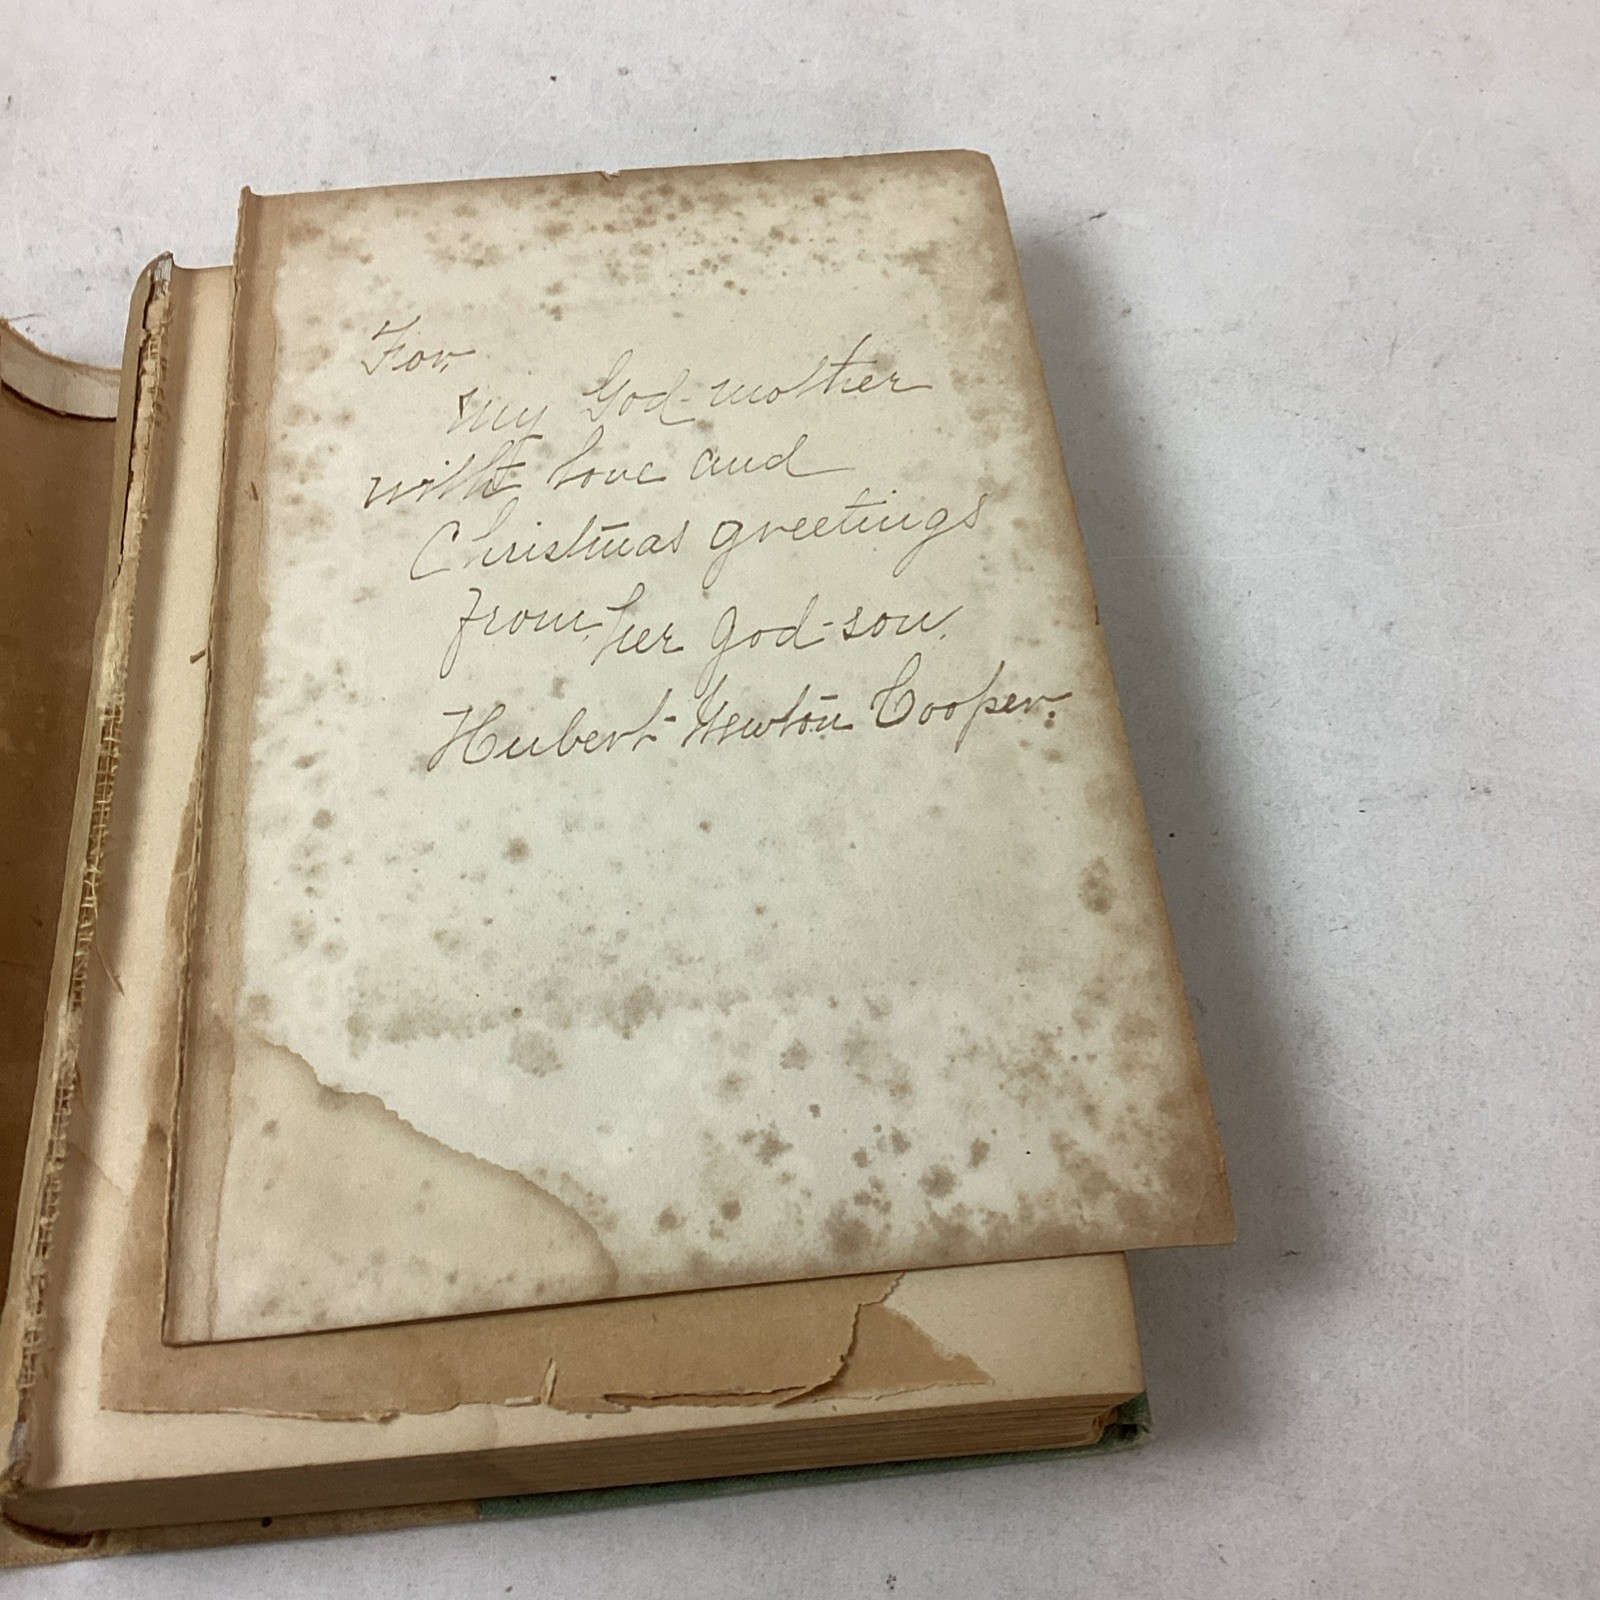 For,
My God-mother
with love and
Christmas greetings
from her god-son.
Hubert Newton Cooper.